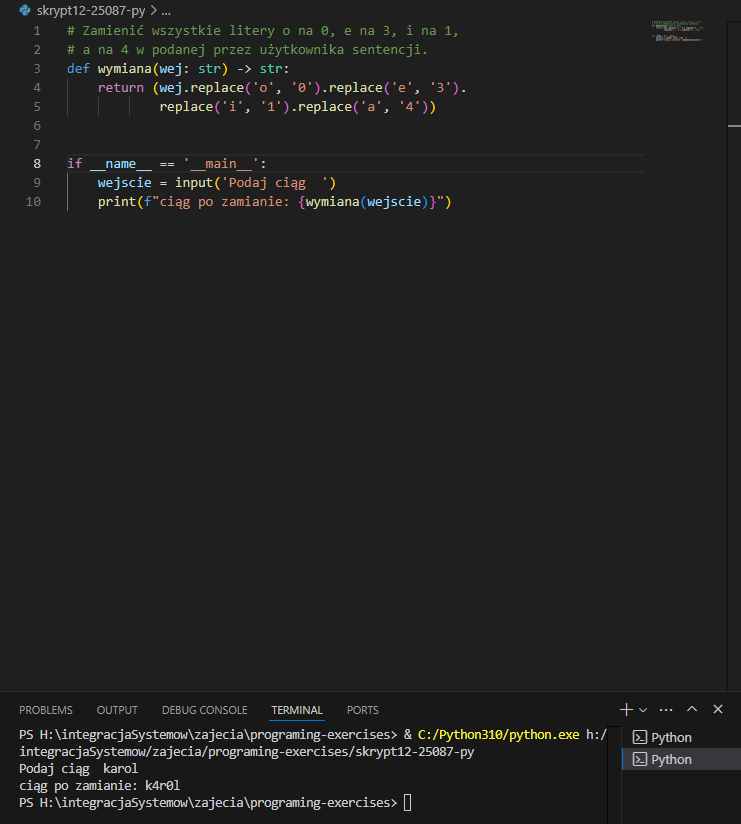 skrypt12-25087-py > ...
1 # Zamienić wszystkie litery o na 0, e na 3, i na 1,
2 # a na 4 w podanej przez użytkownika sentencji.
3 def wymiana(wej: str) -> str:
4     return (wej.replace('o', '0').replace('e', '3').
5             replace('i', '1').replace('a', '4'))
6
7
8 if __name__ == '__main__':
9     wejscie = input('Podaj ciąg  ')
10     print(f"ciąg po zamianie: {wymiana(wejscie)}")
PROBLEMS OUTPUT DEBUG CONSOLE TERMINAL PORTS
PS H:\integracjaSystemow\zajecia\programing-exercises> & C:/Python310/python.exe h:/
integracjaSystemow/zajecia/programing-exercises/skrypt12-25087-py
Podaj ciąg  karol
ciąg po zamianie: k4r0l
PS H:\integracjaSystemow\zajecia\programing-exercises>
Python
Python